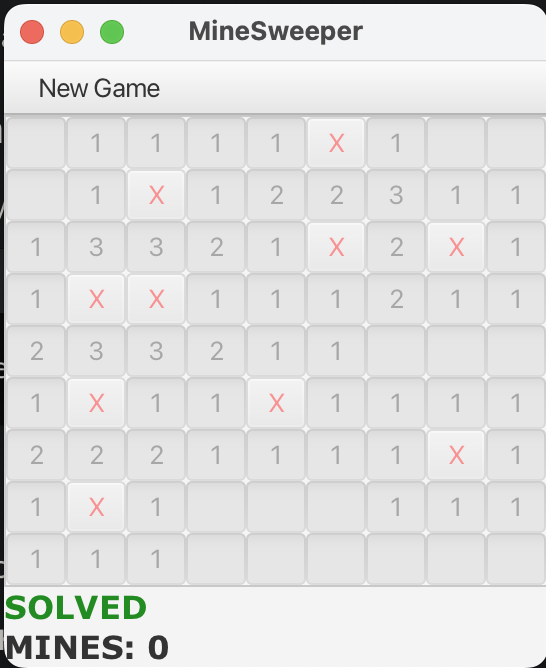 MineSweeper
New Game
1 1 1 1 X 1
1 X 1 2 2 3 1 1
1 3 3 2 1 X 2 X 1
1 X X 1 1 1 2 1 1
2 3 3 2 1 1
1 X 1 1 X 1 1 1 1
2 2 2 1 1 1 1 X 1
1 X 1 1 1 1
1 1 1
SOLVED
MINES: 0